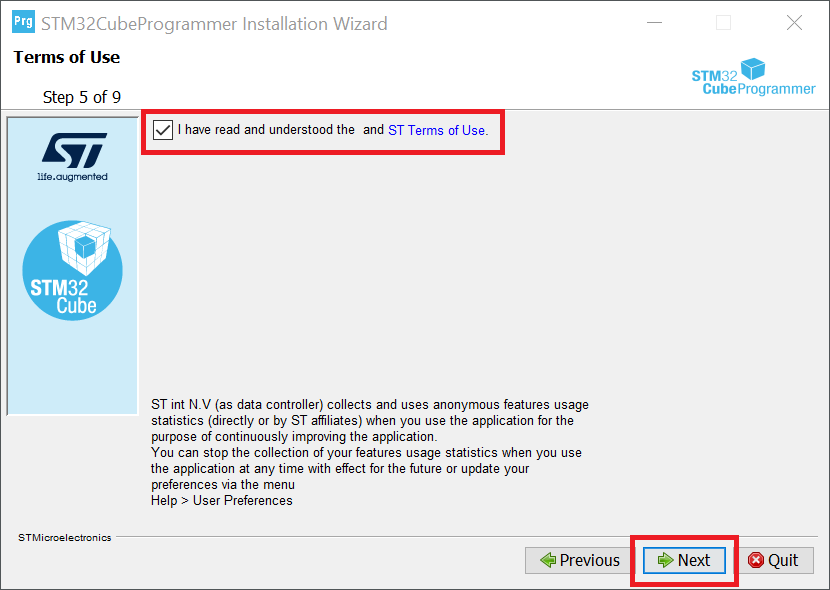 Prg STM32CubeProgrammer Installation Wizard
Terms of Use
Step 5 of 9
STM32
CubeProgrammer
ST
life.augmented
STM32
Cube
I have read and understood the  and ST Terms of Use.
ST int N.V (as data controller) collects and uses anonymous features usage
statistics (directly or by ST affiliates) when you use the application for the
purpose of continuously improving the application.
You can stop the collection of your features usage statistics when you use
the application at any time with effect for the future or update your
preferences via the menu
Help > User Preferences
STMicroelectronics
Previous Next Quit